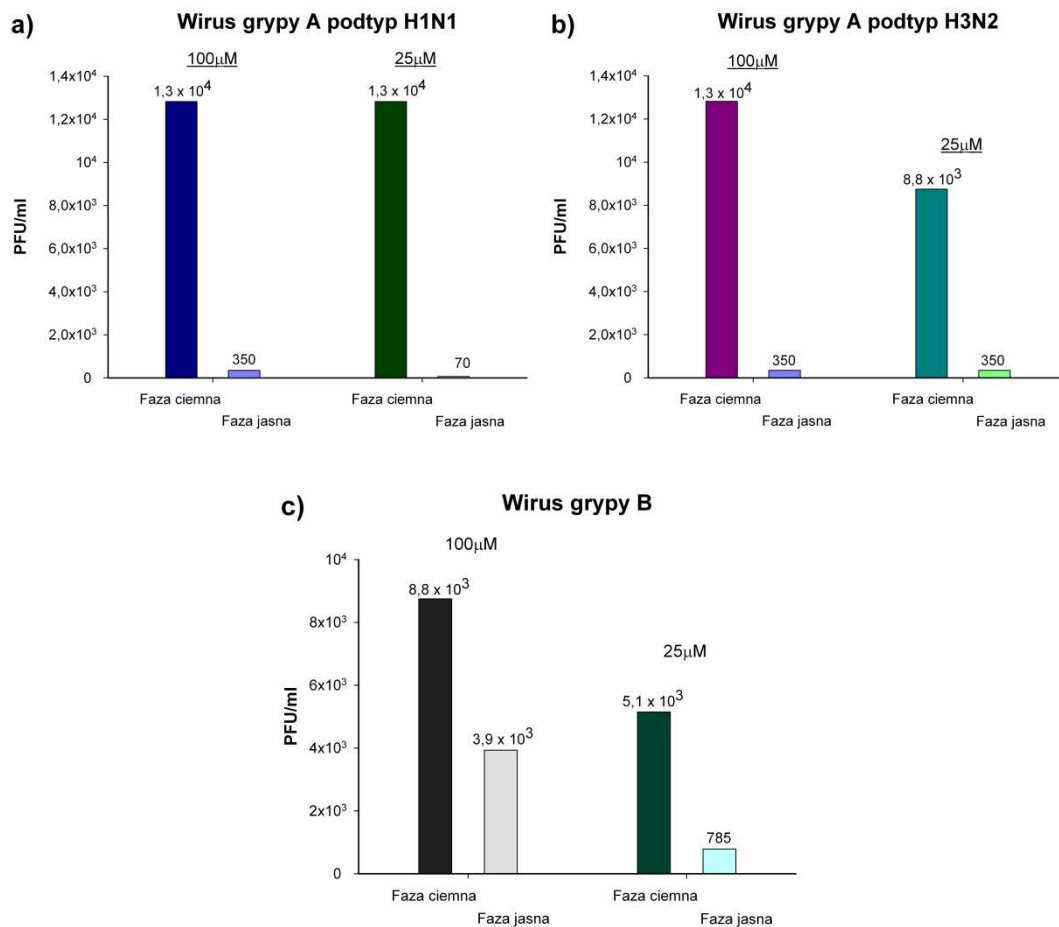 a)
Wirus grypy A podtyp H1N1
100μM
25μM
1,4x10⁴
1,2x10⁴
10⁴
8,0x10³
6,0x10³
4,0x10³
2,0x10³
0
PFU/ml
1,3 x 10⁴
350
1,3 x 10⁴
70
Faza ciemna
Faza jasna
Faza ciemna
Faza jasna
b)
Wirus grypy A podtyp H3N2
100μM
25μM
1,4x10⁴
1,2x10⁴
10⁴
8,0x10³
6,0x10³
4,0x10³
2,0x10³
0
PFU/ml
1,3 x 10⁴
350
8,8 x 10³
350
Faza ciemna
Faza jasna
Faza ciemna
Faza jasna
c)
Wirus grypy B
100μM
25μM
10⁴
8x10³
6x10³
4x10³
2x10³
0
PFU/ml
8,8 x 10³
3,9 x 10³
5,1 x 10³
785
Faza ciemna
Faza jasna
Faza ciemna
Faza jasna